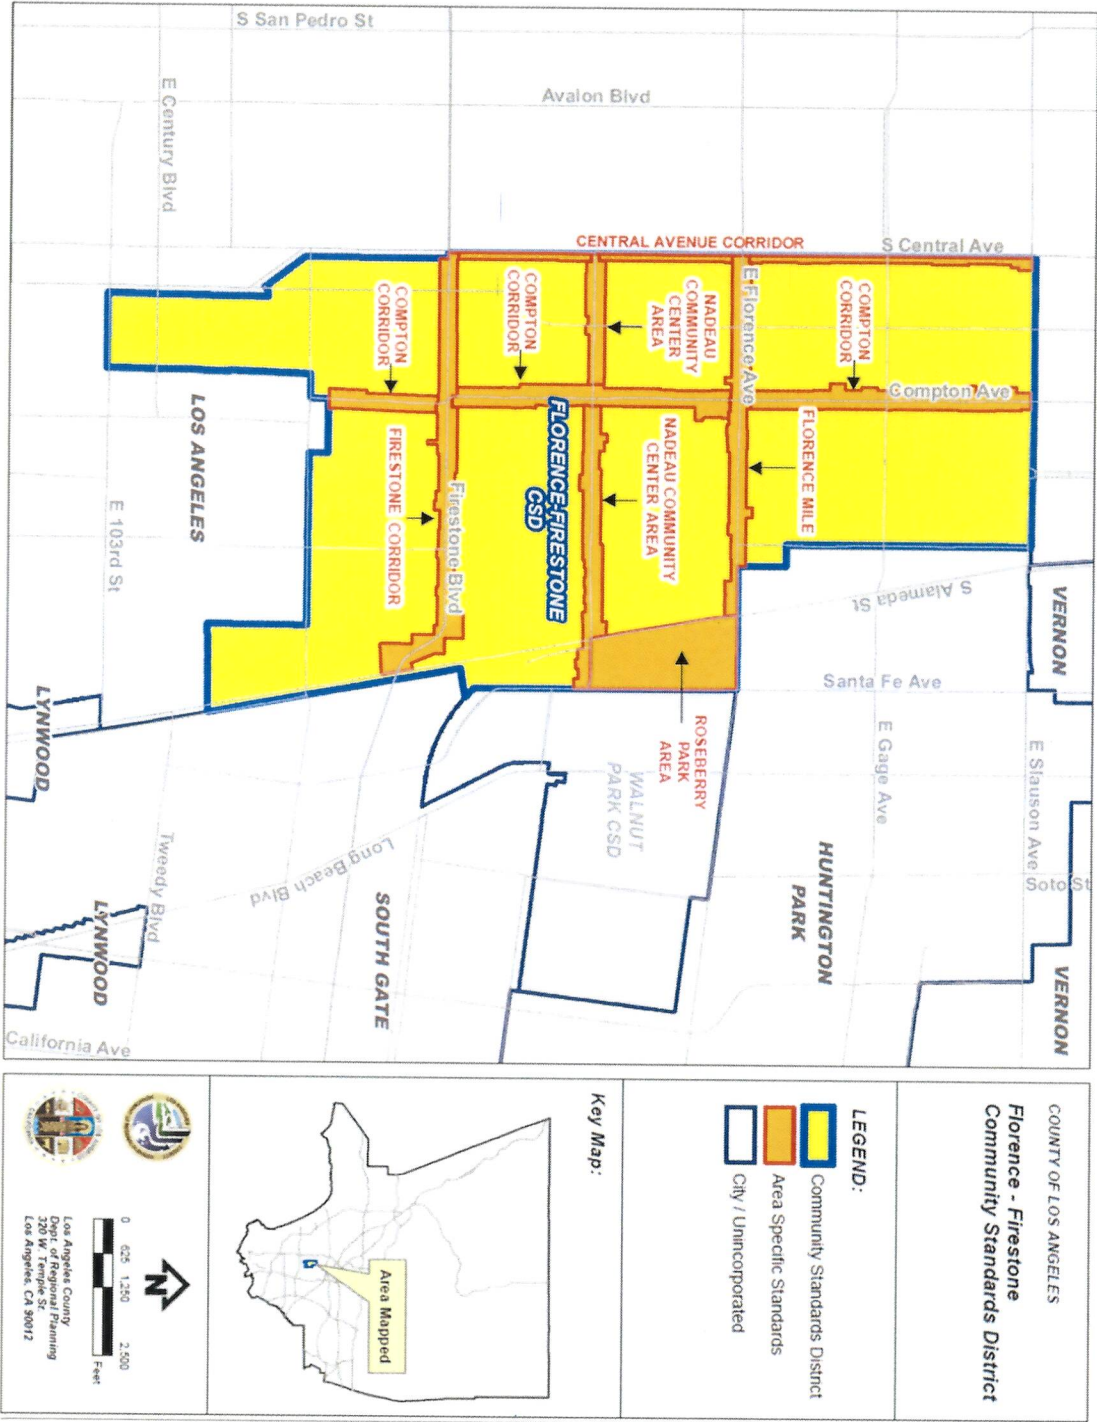 COUNTY OF LOS ANGELES
Florence - Firestone
Community Standards District
LEGEND:
Community Standards District
Area Specific Standards
City / Unincorporated
Key Map:
Area Mapped
N
0 625 1,250 2,500
Feet
Los Angeles County
Dept. of Regional Planning
320 W. Temple St.
Los Angeles, CA 90012
S San Pedro St
Avalon Blvd
E Century Blvd
CENTRAL AVENUE CORRIDOR
S Central Ave
COMPTON
CORRIDOR
E Florence Ave
NADEAU
COMMUNITY
CENTER
AREA
COMPTON
CORRIDOR
COMPTON
CORRIDOR
Compton Ave
FLORENCE MILE
NADEAU COMMUNITY
CENTER AREA
FLORENCE-FIRESTONE
CSD
Firestone Blvd
FIRESTONE CORRIDOR
LOS ANGELES
E 103rd St
S Alameda St
VERNON
Santa Fe Ave
ROSEBERRY
PARK
AREA
WALNUT
PARK CSD
E Gage Ave
E Slauson Ave
Soto St
HUNTINGTON
PARK
VERNON
SOUTH GATE
Long Beach Blvd
Tweedy Blvd
LYNWOOD
LYNWOOD
California Ave